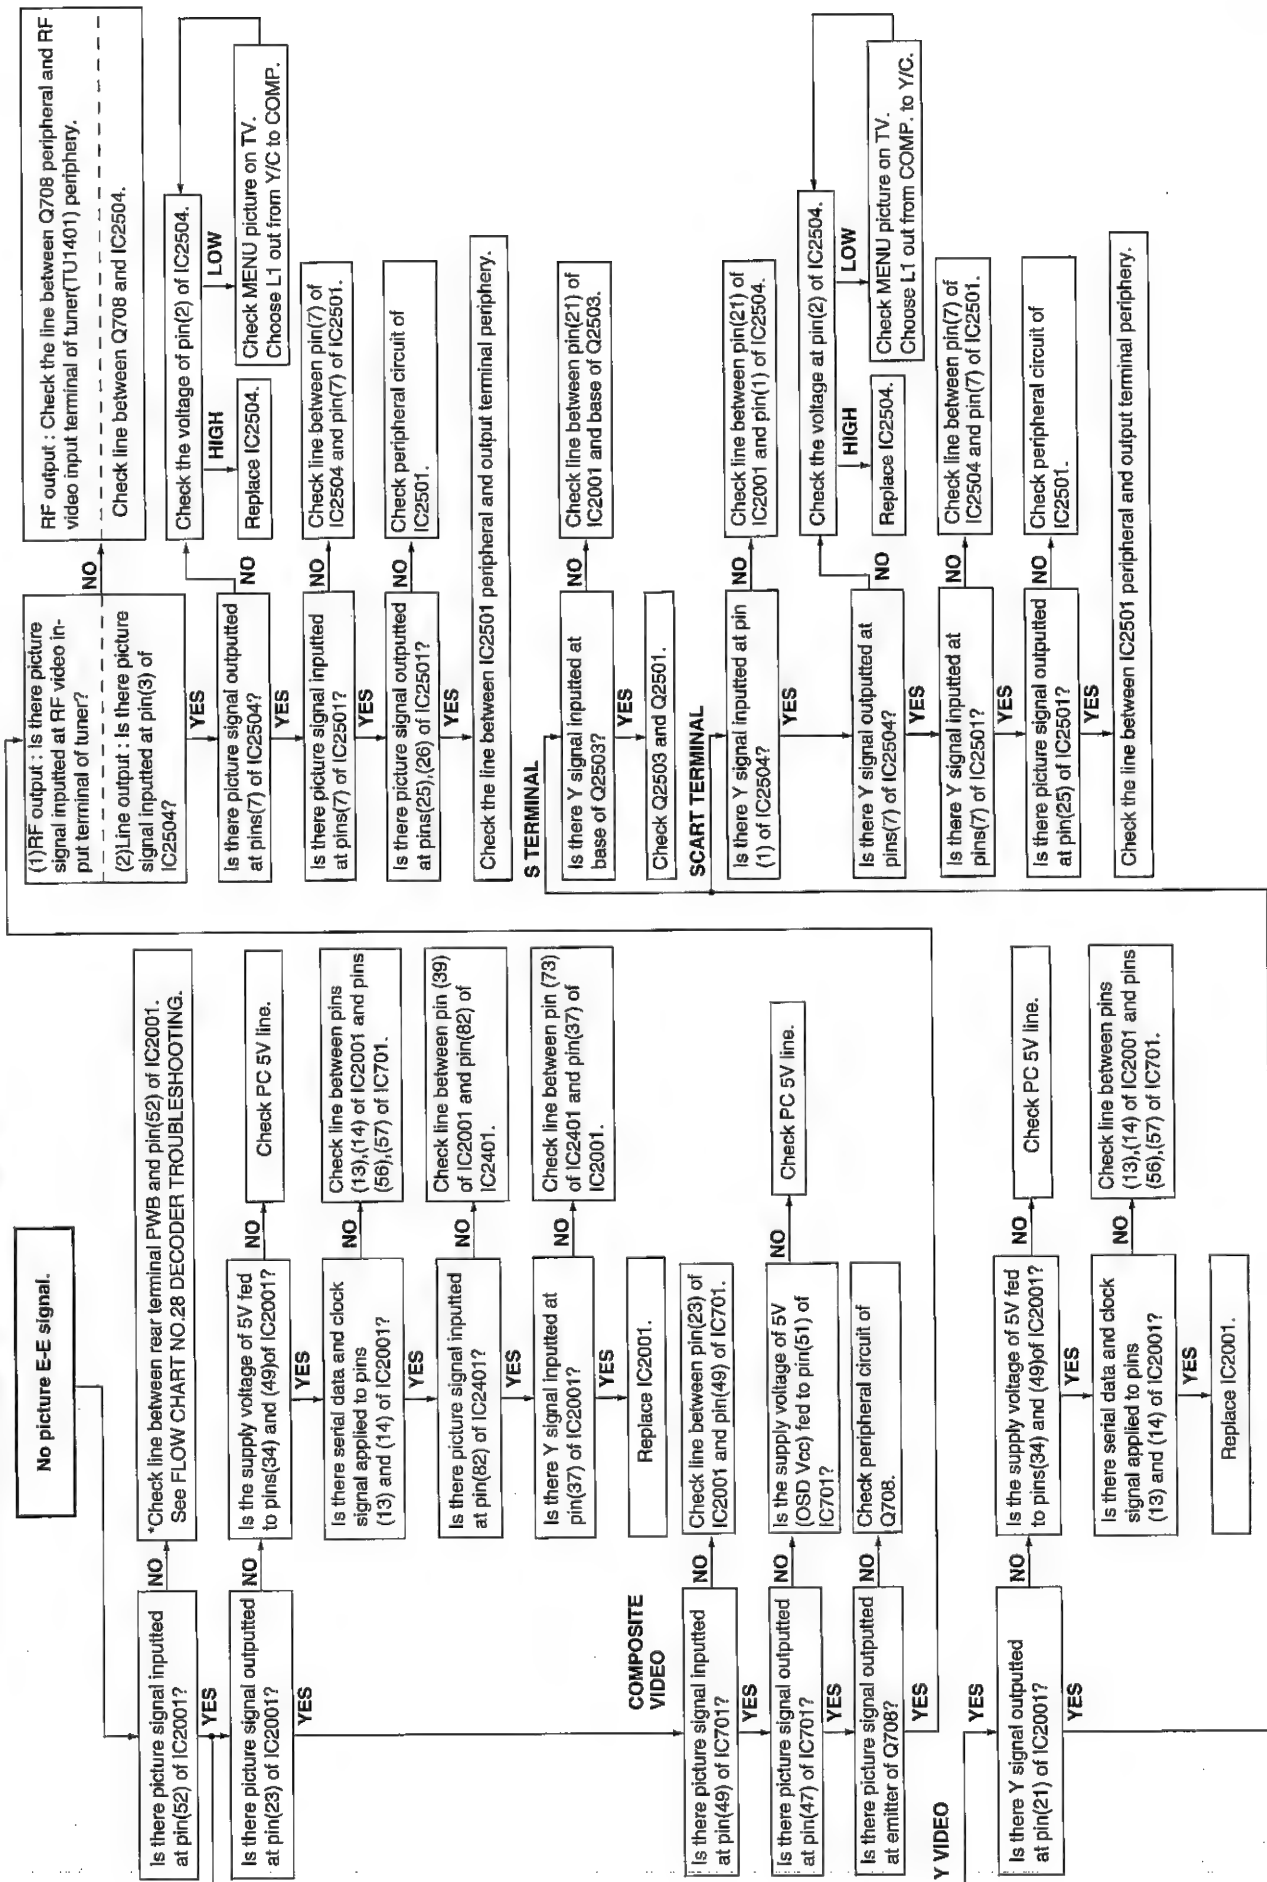 No picture E-E signal.
Is there picture signal inputted
at pin(52) of IC2001?
NO
*Check line between rear terminal PWB and pin(52) of IC2001.
See FLOW CHART NO.28 DECODER TROUBLESHOOTING.
YES
Is there picture signal outputted
at pin(23) of IC2001?
NO
Is the supply voltage of 5V fed
to pins(34) and (49)of IC2001?
NO
Check PC 5V line.
YES
Is there serial data and clock
signal applied to pins
(13) and (14) of IC2001?
NO
Check line between pins
(13),(14) of IC2001 and pins
(56),(57) of IC701.
YES
Is there picture signal inputted
at pin(82) of IC2401?
NO
Check line between pin (39)
of IC2001 and pin(82) of
IC2401.
YES
Is there Y signal inputted at
pin(37) of IC2001?
NO
Check line between pin (73)
of IC2401 and pin(37) of
IC2001.
YES
Replace IC2001.
YES
COMPOSITE
VIDEO
Is there picture signal inputted
at pin(49) of IC701?
NO
Check line between pin(23) of
IC2001 and pin(49) of IC701.
YES
Is there picture signal outputted
at pin(47) of IC701?
NO
Is the supply voltage of 5V
(OSD Vcc) fed to pin(51) of
IC701?
NO
Check PC 5V line.
YES
Is there picture signal outputted
at emitter of Q708?
NO
Check peripheral circuit of
Q708.
YES
Y VIDEO
YES
Is there Y signal outputted
at pin(21) of IC2001?
NO
Is the supply voltage of 5V fed
to pins(34) and (49)of IC2001?
NO
Check PC 5V line.
YES
Is there serial data and clock
signal applied to pins
(13) and (14) of IC2001?
NO
Check line between pins
(13),(14) of IC2001 and pins
(56),(57) of IC701.
YES
Replace IC2001.
YES
(1)RF output : Is there picture
signal inputted at RF video in-
put terminal of tuner?
(2)Line output : Is there picture
signal inputted at pin(3) of
IC2504?
NO
RF output : Check the line between Q708 peripheral and RF
video input terminal of tuner(TU1401) periphery.
Check line between Q708 and IC2504.
YES
Is there picture signal outputted
at pins(7) of IC2504?
NO
Check the voltage of pin(2) of IC2504.
HIGH
Replace IC2504.
LOW
Check MENU picture on TV.
Choose L1 out from Y/C to COMP.
YES
Is there picture signal inputted
at pins(7) of IC2501?
NO
Check line between pin(7) of
IC2504 and pin(7) of IC2501.
YES
Is there picture signal outputted
at pins(25),(26) of IC2501?
NO
Check peripheral circuit of
IC2501.
YES
Check the line between IC2501 peripheral and output terminal periphery.
S TERMINAL
Is there Y signal inputted at
base of Q2503?
NO
Check line between pin(21) of
IC2001 and base of Q2503.
YES
Check Q2503 and Q2501.
SCART TERMINAL
Is there Y signal inputted at pin
(1) of IC2504?
NO
Check line between pin(21) of
IC2001 and pin(1) of IC2504.
YES
Is there Y signal outputted at
pins(7) of IC2504?
NO
Check the voltage at pin(2) of IC2504.
HIGH
Replace IC2504.
LOW
Check MENU picture on TV.
Choose L1 out from COMP. to Y/C.
YES
Is there Y signal inputted at
pins(7) of IC2501?
NO
Check line between pin(7) of
IC2504 and pin(7) of IC2501.
YES
Is there picture signal outputted
at pin(25) of IC2501?
NO
Check peripheral circuit of
IC2501.
YES
Check the line between IC2501 peripheral and output terminal periphery.